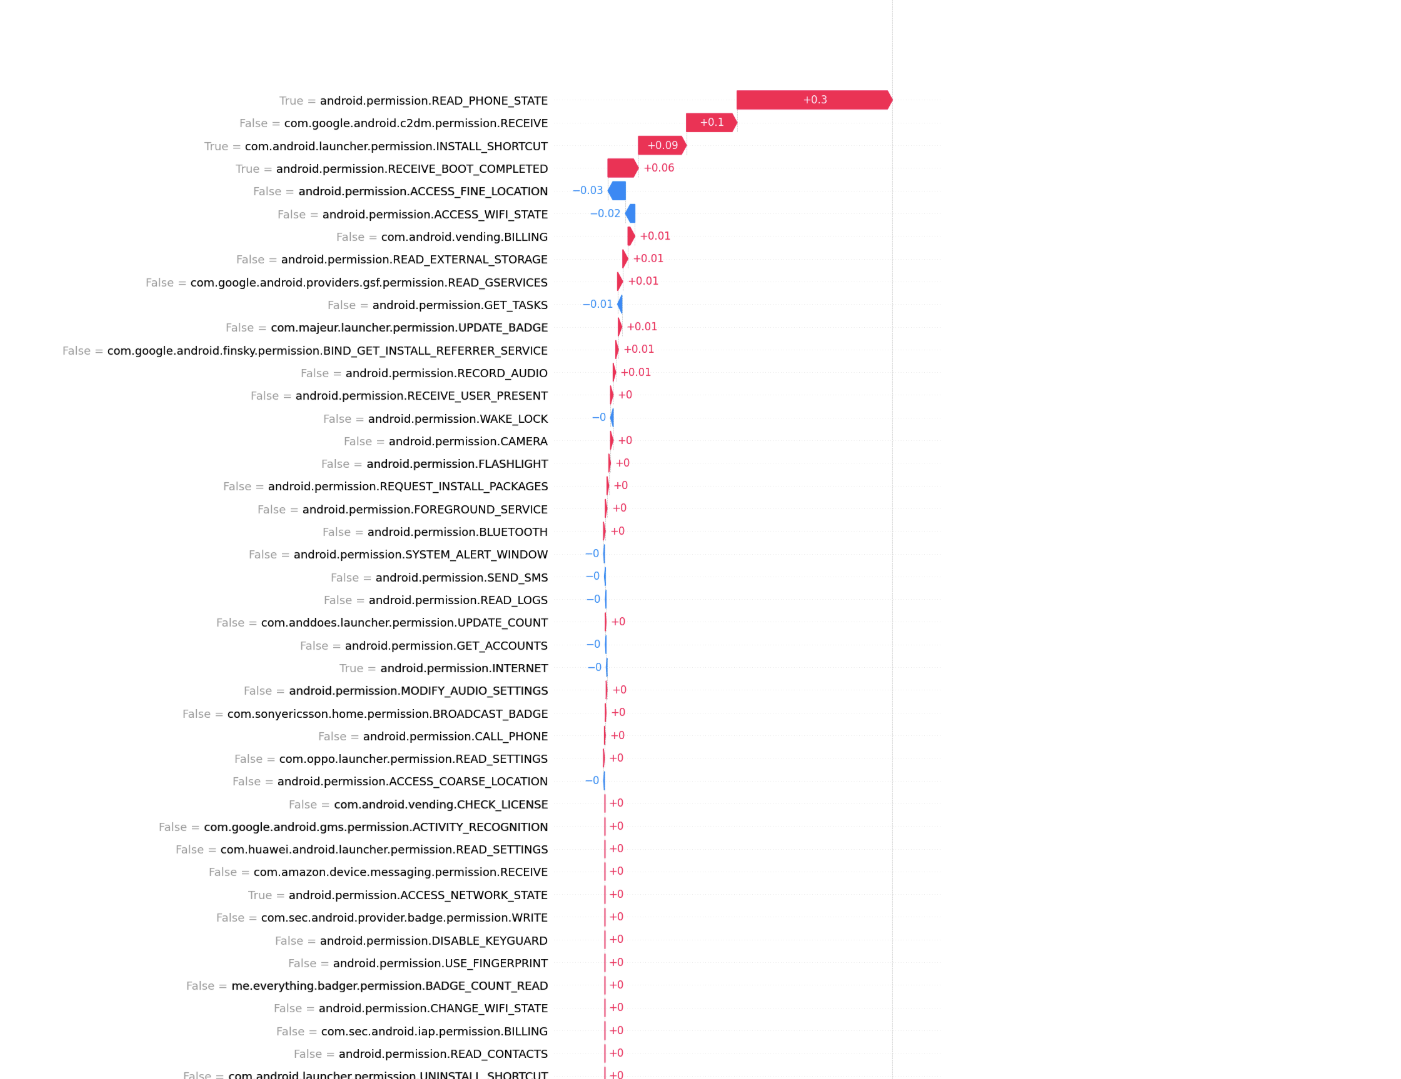 True = android.permission.READ_PHONE_STATE +0.3
False = com.google.android.c2dm.permission.RECEIVE +0.1
True = com.android.launcher.permission.INSTALL_SHORTCUT +0.09
True = android.permission.RECEIVE_BOOT_COMPLETED +0.06
False = android.permission.ACCESS_FINE_LOCATION −0.03
False = android.permission.ACCESS_WIFI_STATE −0.02
False = com.android.vending.BILLING +0.01
False = android.permission.READ_EXTERNAL_STORAGE +0.01
False = com.google.android.providers.gsf.permission.READ_GSERVICES +0.01
False = android.permission.GET_TASKS −0.01
False = com.majeur.launcher.permission.UPDATE_BADGE +0.01
False = com.google.android.finsky.permission.BIND_GET_INSTALL_REFERRER_SERVICE +0.01
False = android.permission.RECORD_AUDIO +0.01
False = android.permission.RECEIVE_USER_PRESENT +0
False = android.permission.WAKE_LOCK −0
False = android.permission.CAMERA +0
False = android.permission.FLASHLIGHT +0
False = android.permission.REQUEST_INSTALL_PACKAGES +0
False = android.permission.FOREGROUND_SERVICE +0
False = android.permission.BLUETOOTH +0
False = android.permission.SYSTEM_ALERT_WINDOW −0
False = android.permission.SEND_SMS −0
False = android.permission.READ_LOGS −0
False = com.anddoes.launcher.permission.UPDATE_COUNT +0
False = android.permission.GET_ACCOUNTS −0
True = android.permission.INTERNET −0
False = android.permission.MODIFY_AUDIO_SETTINGS +0
False = com.sonyericsson.home.permission.BROADCAST_BADGE +0
False = android.permission.CALL_PHONE +0
False = com.oppo.launcher.permission.READ_SETTINGS +0
False = android.permission.ACCESS_COARSE_LOCATION −0
False = com.android.vending.CHECK_LICENSE +0
False = com.google.android.gms.permission.ACTIVITY_RECOGNITION +0
False = com.huawei.android.launcher.permission.READ_SETTINGS +0
False = com.amazon.device.messaging.permission.RECEIVE +0
True = android.permission.ACCESS_NETWORK_STATE +0
False = com.sec.android.provider.badge.permission.WRITE +0
False = android.permission.DISABLE_KEYGUARD +0
False = android.permission.USE_FINGERPRINT +0
False = me.everything.badger.permission.BADGE_COUNT_READ +0
False = android.permission.CHANGE_WIFI_STATE +0
False = com.sec.android.iap.permission.BILLING +0
False = android.permission.READ_CONTACTS +0
False = com.android.launcher.permission.UNINSTALL_SHORTCUT +0